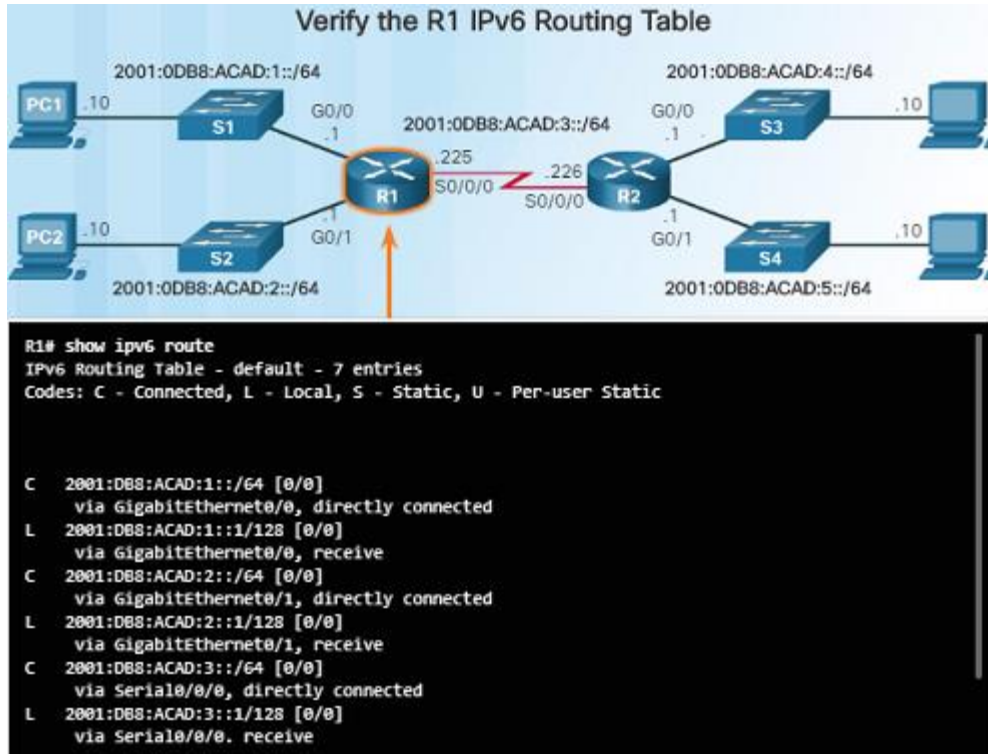 Verify the R1 IPv6 Routing Table
2001:0DB8:ACAD:1::/64
2001:0DB8:ACAD:4::/64
PC1
.10
S1
G0/0
.1
2001:0DB8:ACAD:3::/64
G0/0
.1
S3
.10
.225
S0/0/0
R1
.226
S0/0/0
R2
PC2
.10
S2
.1
G0/1
.1
G0/1
S4
.10
2001:0DB8:ACAD:2::/64
2001:0DB8:ACAD:5::/64
R1# show ipv6 route
IPv6 Routing Table - default - 7 entries
Codes: C - Connected, L - Local, S - Static, U - Per-user Static
C 2001:DB8:ACAD:1::/64 [0/0]
via GigabitEthernet0/0, directly connected
L 2001:DB8:ACAD:1::1/128 [0/0]
via GigabitEthernet0/0, receive
C 2001:DB8:ACAD:2::/64 [0/0]
via GigabitEthernet0/1, directly connected
L 2001:DB8:ACAD:2::1/128 [0/0]
via GigabitEthernet0/1, receive
C 2001:DB8:ACAD:3::/64 [0/0]
via Serial0/0/0, directly connected
L 2001:DB8:ACAD:3::1/128 [0/0]
via Serial0/0/0. receive